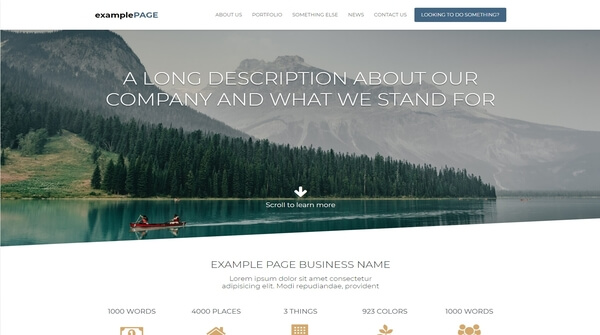 examplePAGE
ABOUT US PORTFOLIO SOMETHING ELSE NEWS CONTACT US LOOKING TO DO SOMETHING?
A LONG DESCRIPTION ABOUT OUR
COMPANY AND WHAT WE STAND FOR
Scroll to learn more
EXAMPLE PAGE BUSINESS NAME
Lorem ipsum dolor sit amet consectetur
adipisicing elit. Modi repudiandae, provident
1000 WORDS 4000 PLACES 3 THINGS 923 COLORS 1000 WORDS